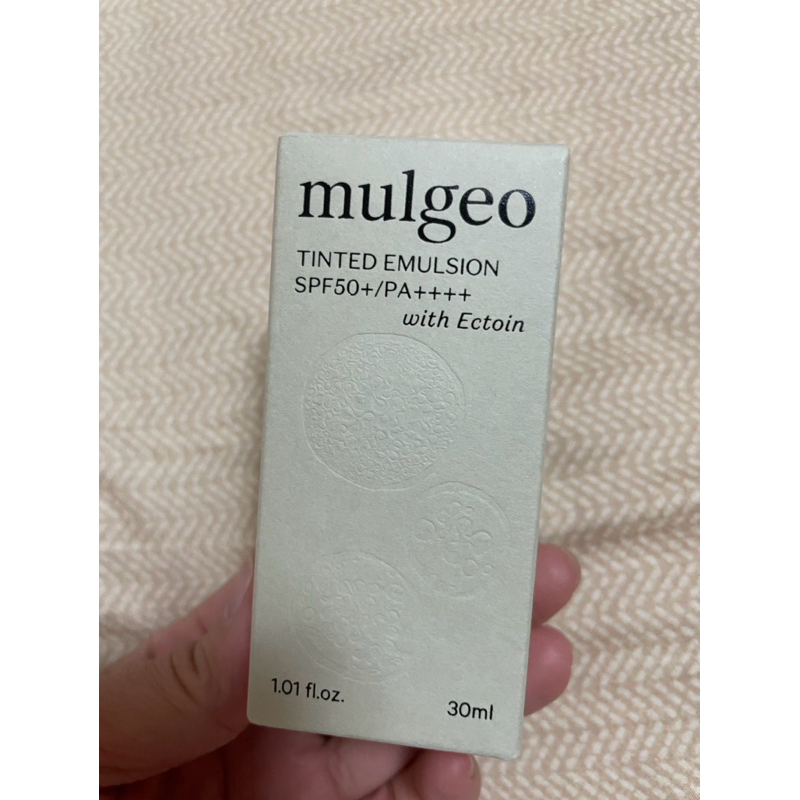 mulgeo
TINTED EMULSION
SPF50+/PA++++
with Ectoin
1.01 fl.oz.
30ml